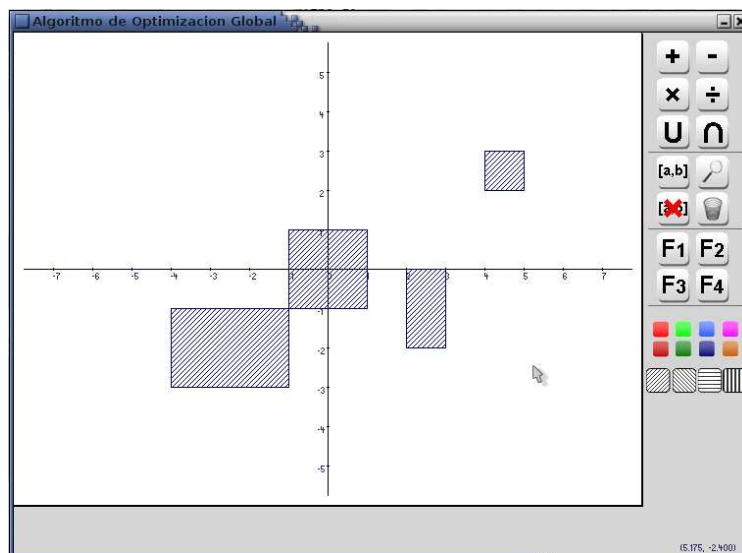 Algoritmo de Optimizacion Global
+ -
× ÷
U ∩
[a,b]
F1 F2
F3 F4
5
4
3
2
1
-7 -6 -5 -4 -3 -2 -1 1 2 3 4 5 6 7
-1
-2
-3
-4
-5
(5.175, -2.400)